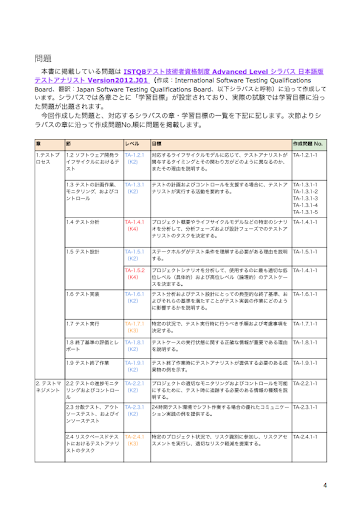 問題
本書に掲載している問題は ISTQBテスト技術者資格制度 Advanced Level シラバス 日本語版
テストアナリスト Version2012.J01 （作成：International Software Testing Qualifications
Board、翻訳：Japan Software Testing Qualifications Board、以下シラバスと呼称）に沿って作成して
います。シラバスでは各章ごとに「学習目標」が設定されており、実際の試験では学習目標に沿っ
た問題が出題されます。
今回作成した問題と、対応するシラバスの章・学習目標の一覧を下記に記します。次節よりシ
ラバスの章に沿って作成問題No.順に問題を掲載します。
章 節 レベル 目標 作成問題 No.
1.テストプロセス 1.2 ソフトウェア開発ライフサイクルにおけるテスト TA-1.2.1 (K2) 対応するライフサイクルモデルに応じて、テストアナリストが関与するタイミングとその関わり方がどのように異なるのか、またその理由を説明する。 TA-1.2.1-1
1.3 テストの計画作業、モニタリング、およびコントロール TA-1.3.1 (K2) テストの計画およびコントロールを支援する場合に、テストアナリストが実行する活動を要約する。 TA-1.3.1-1
TA-1.3.1-2
TA-1.3.1-3
TA-1.3.1-4
TA-1.3.1-5
1.4 テスト分析 TA-1.4.1 (K4) プロジェクト概要やライフサイクルモデルなどの特定のシナリオを分析して、分析フェーズおよび設計フェーズでのテストアナリストのタスクを決定する。 TA-1.4.1-1
1.5 テスト設計 TA-1.5.1 (K2) ステークホルダがテスト条件を理解する必要がある理由を説明する。 TA-1.5.1-1
TA-1.5.2 (K4) プロジェクトシナリオを分析して、使用するのに最も適切な低位レベル（具体的）および高位レベル（論理的）のテストケースを決定する。 TA-1.5.2-1
1.6 テスト実装 TA-1.6.1 (K2) テスト分析およびテスト設計にとっての典型的な終了基準、およびそれらの基準を満たすことがテスト実装の作業にどのように影響するかを説明する。 TA-1.6.1-1
1.7 テスト実行 TA-1.7.1 (K3) 特定の状況で、テスト実行時に行うべき手順および考慮事項を決定する。 TA-1.7.1-1
1.8 終了基準の評価とレポート TA-1.8.1 (K2) テストケースの実行状態に関する正確な情報が重要である理由を説明する。 TA-1.8.1-1
1.9 テスト終了作業 TA-1.9.1 (K2) テスト終了作業時にテストアナリストが提供する必要のある成果物の例を示す。 TA-1.9.1-1
2. テストマネジメント 2.2 テストの進捗モニタリングおよびコントロール TA-2.2.1 (K2) プロジェクトの適切なモニタリングおよびコントロールを可能にするために、テスト時に追跡する必要のある情報の種類を説明する。 TA-2.2.1-1
2.3 分散テスト、アウトソーステスト、およびインソーステスト TA-2.3.1 (K2) 24時間テスト環境でシフト作業する場合の優れたコミュニケーション実践の例を提供する。 TA-2.3.1-1
2.4 リスクベースドテストにおけるテストアナリストのタスク TA-2.4.1 (K3) 特定のプロジェクト状況で、リスク識別に参加し、リスクアセスメントを実行し、適切なリスク軽減を提案する。 TA-2.4.1-1
4